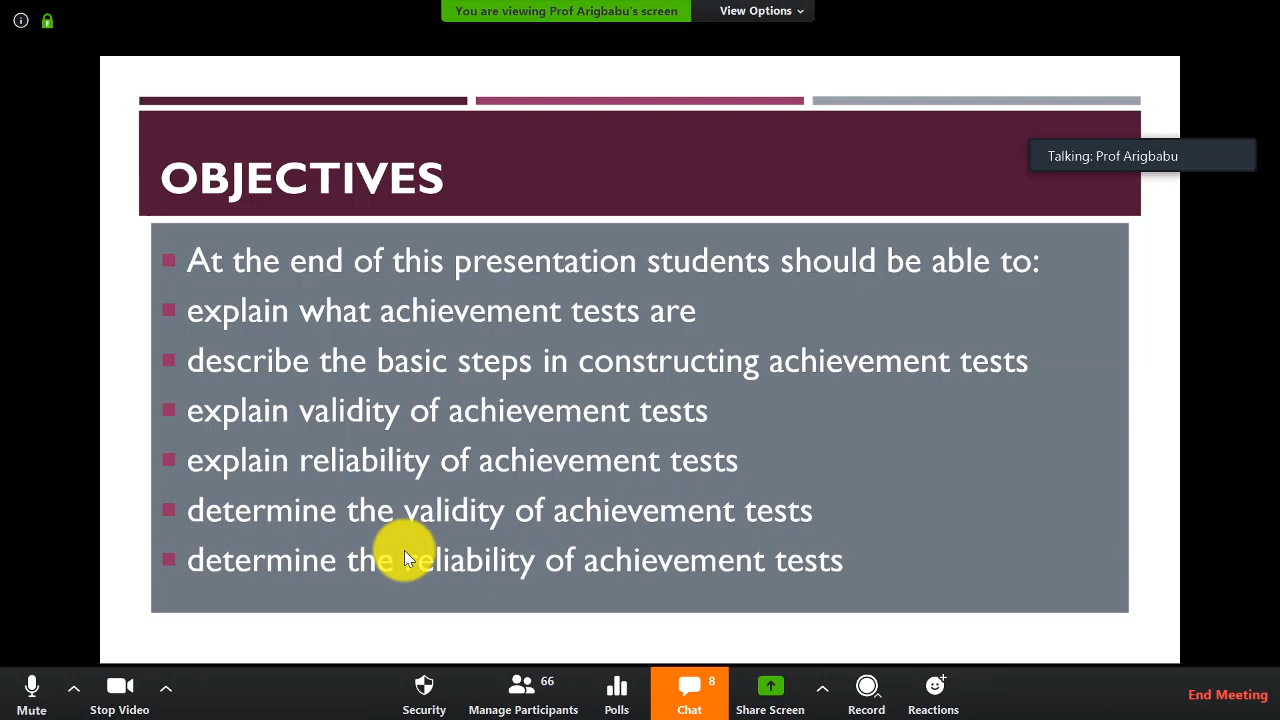 You are viewing Prof Arigbabu's screen
View Options
Talking: Prof Arigbabu
OBJECTIVES
At the end of this presentation students should be able to:
explain what achievement tests are
describe the basic steps in constructing achievement tests
explain validity of achievement tests
explain reliability of achievement tests
determine the validity of achievement tests
determine the reliability of achievement tests
Mute
Stop Video
Security
66
Manage Participants
Polls
8
Chat
Share Screen
Record
Reactions
End Meeting